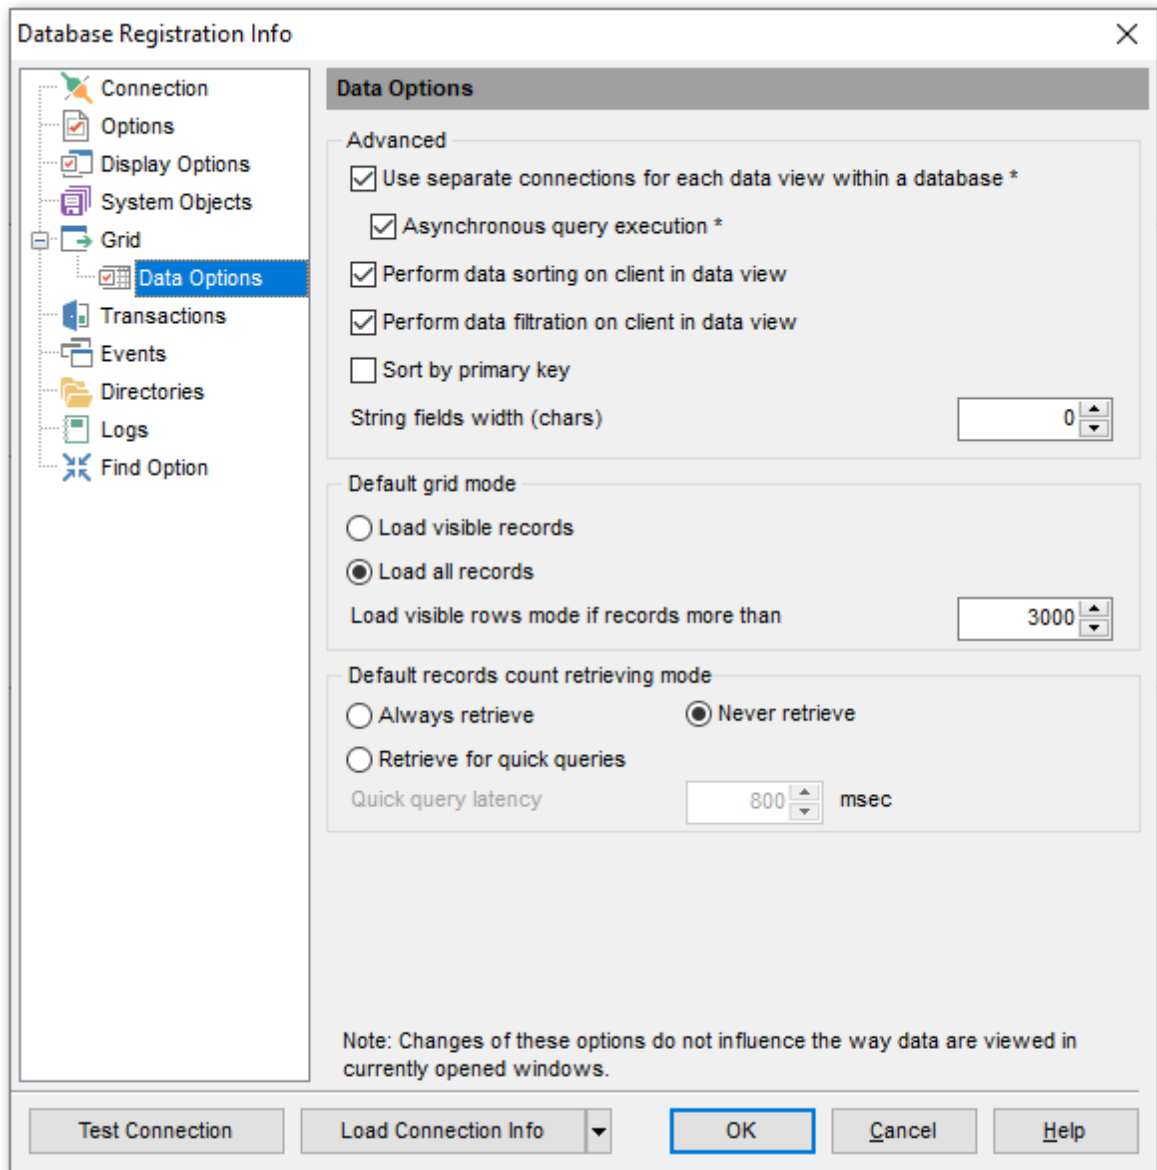 Database Registration Info
Connection
Options
Display Options
System Objects
Grid
Data Options
Transactions
Events
Directories
Logs
Find Option
Data Options
Advanced
Use separate connections for each data view within a database *
Asynchronous query execution *
Perform data sorting on client in data view
Perform data filtration on client in data view
Sort by primary key
String fields width (chars) 0
Default grid mode
Load visible records
Load all records
Load visible rows mode if records more than 3000
Default records count retrieving mode
Always retrieve Never retrieve
Retrieve for quick queries
Quick query latency 800 msec
Note: Changes of these options do not influence the way data are viewed in
currently opened windows.
Test Connection Load Connection Info OK Cancel Help